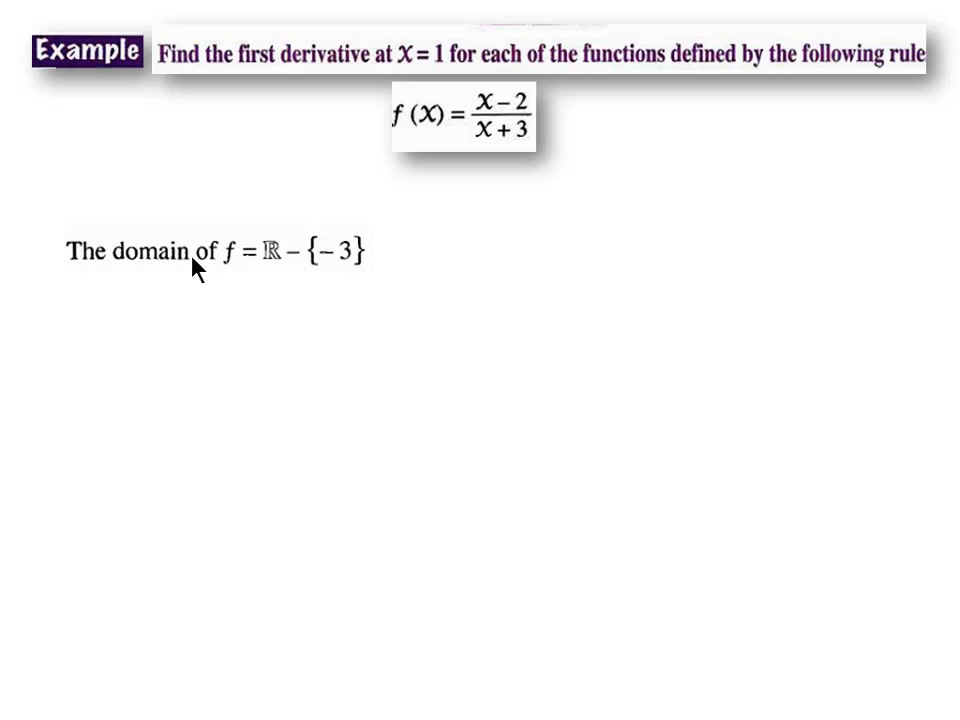 Example Find the first derivative at X = 1 for each of the functions defined by the following rule
f (X) = \frac{X - 2}{X + 3}
The domain of f = ℝ – {– 3}